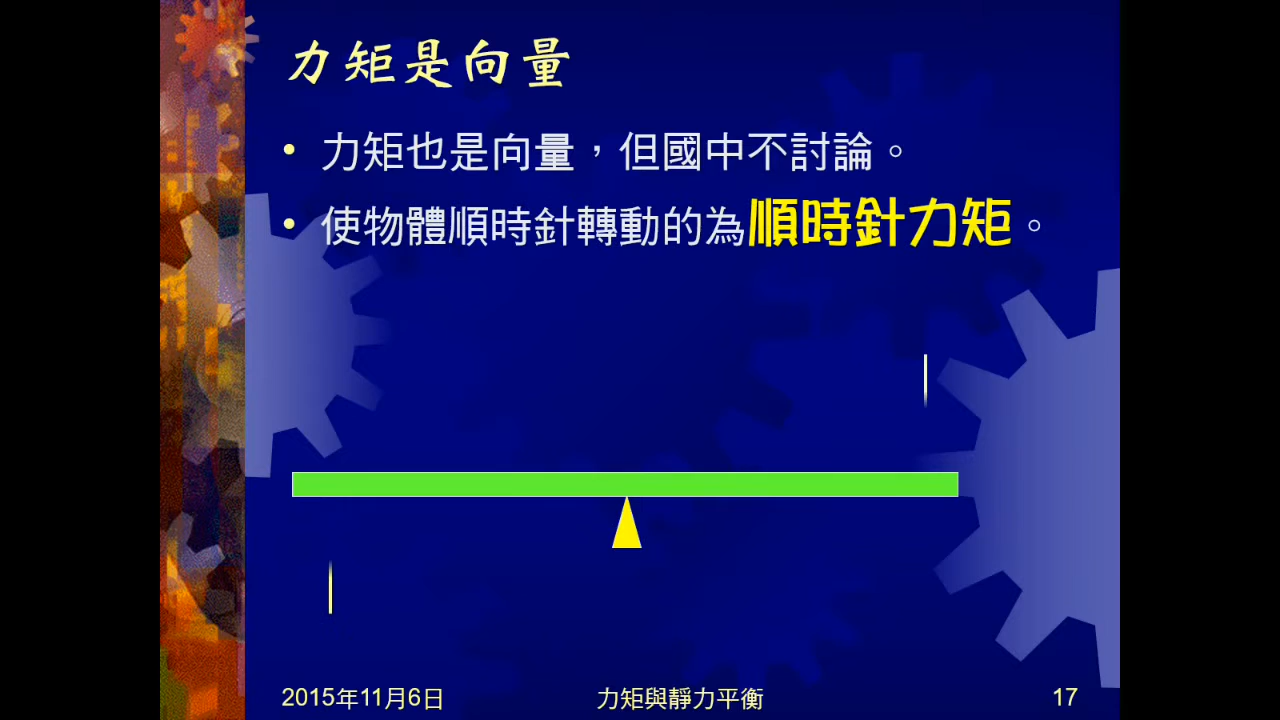 力矩是向量
• 力矩也是向量，但國中不討論。
• 使物體順時針轉動的為順時針力矩。
2015年11月6日
力矩與靜力平衡
17